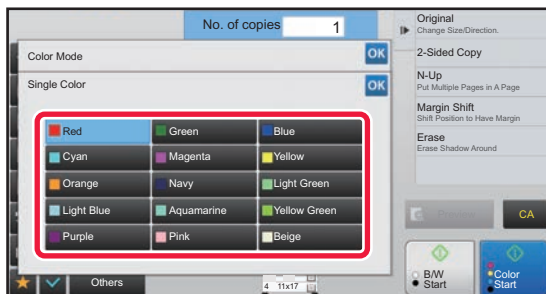 No. of copies 1
Color Mode OK
Single Color OK
Red Green Blue
Cyan Magenta Yellow
Orange Navy Light Green
Light Blue Aquamarine Yellow Green
Purple Pink Beige
Others
4 11x17
Original
Change Size/Direction.
2-Sided Copy
N-Up
Put Multiple Pages in A Page
Margin Shift
Shift Position to Have Margin
Erase
Erase Shadow Around
Preview CA
B/W
Start
Color
Start